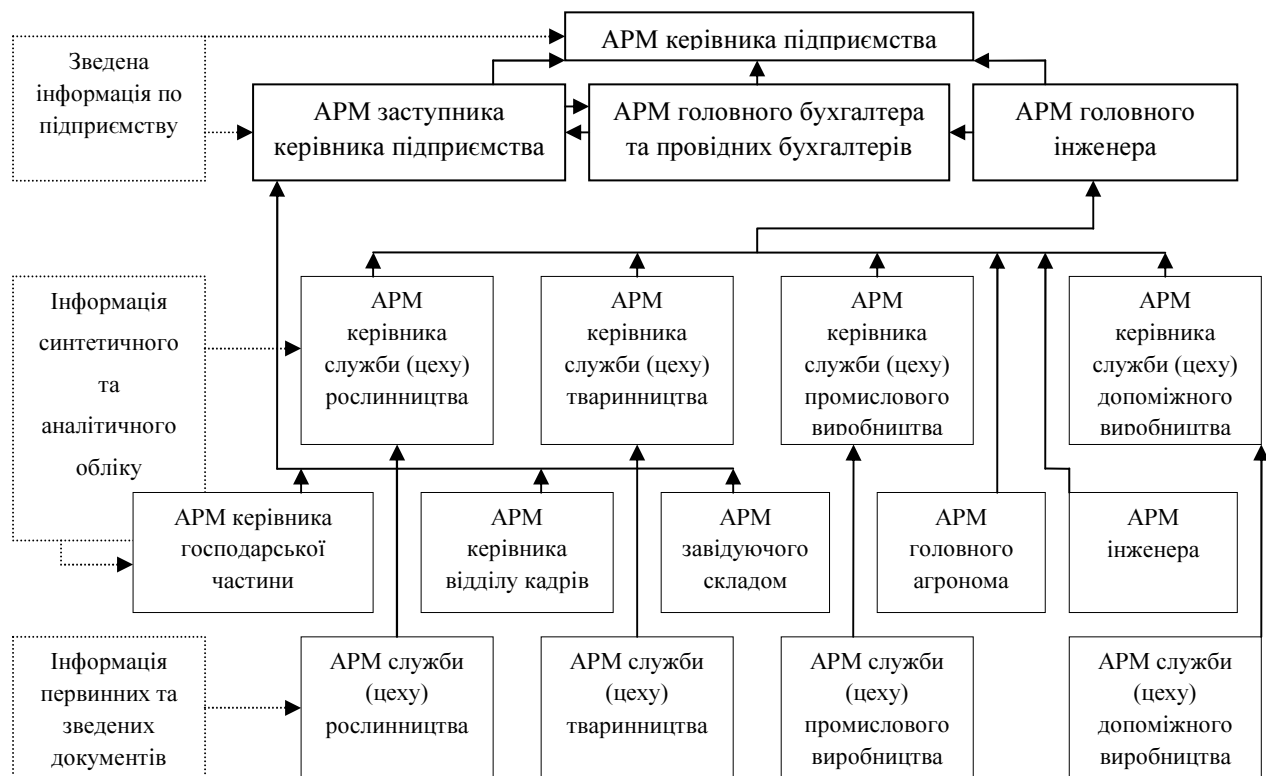 АРМ керівника підприємства
Зведена
інформація по
підприємству
АРМ заступника
керівника підприємства
АРМ головного бухгалтера
та провідних бухгалтерів
АРМ головного
інженера
Інформація
синтетичного
та
аналітичного
обліку
АРМ
керівника
служби (цеху)
рослинництва
АРМ
керівника
служби (цеху)
тваринництва
АРМ
керівника
служби (цеху)
промислового
виробництва
АРМ
керівника
служби (цеху)
допоміжного
виробництва
АРМ керівника
господарської
частини
АРМ
керівника
відділу кадрів
АРМ
завідуючого
складом
АРМ
головного
агронома
АРМ
інженера
Інформація
первинних та
зведених
документів
АРМ служби
(цеху)
рослинництва
АРМ служби
(цеху)
тваринництва
АРМ служби
(цеху)
промислового
виробництва
АРМ служби
(цеху)
допоміжного
виробництва